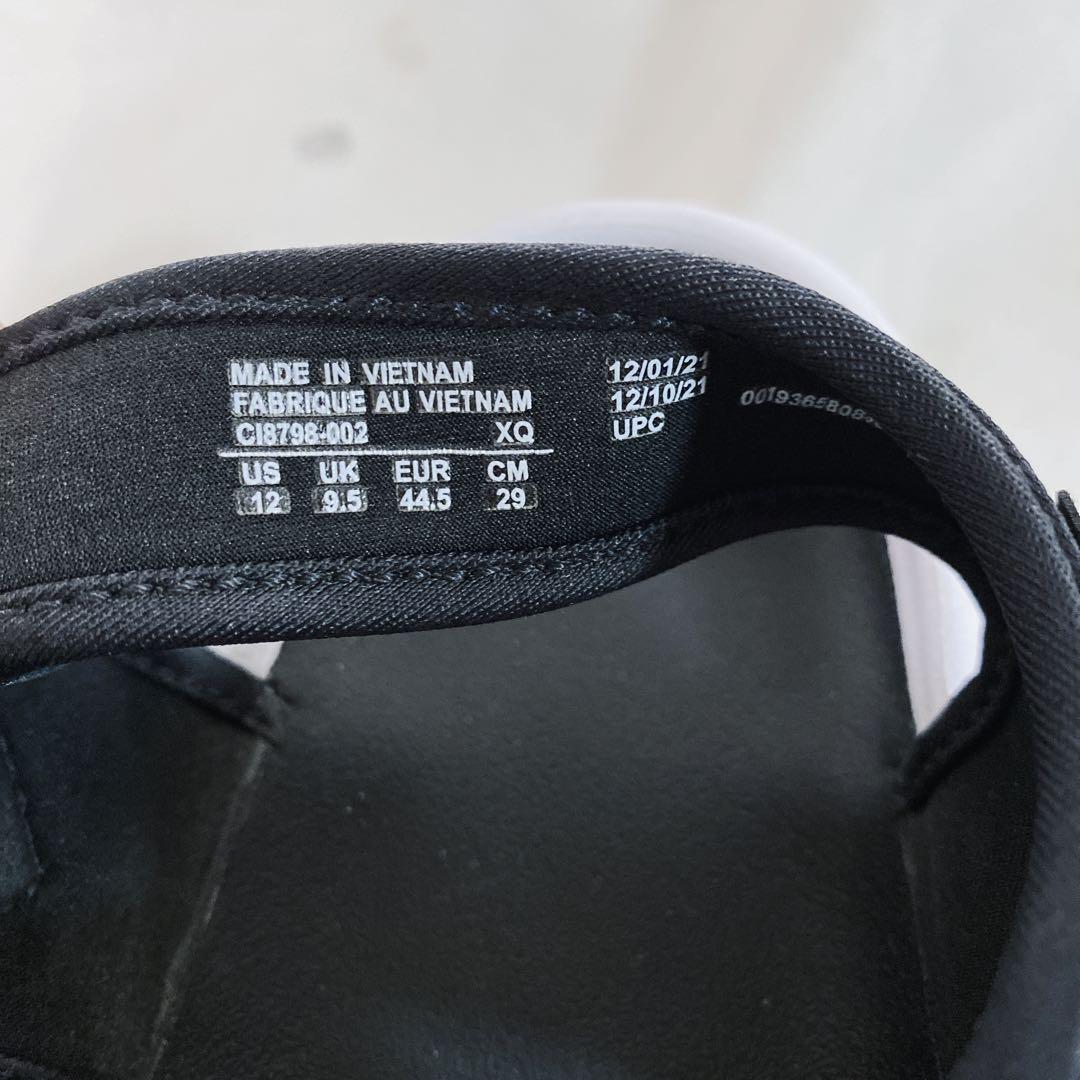 MADE IN VIETNAM
FABRIQUE AU VIETNAM
CI8798-002 XQ
US UK EUR CM
12 9.5 44.5 29
12/01/21
12/10/21
UPC